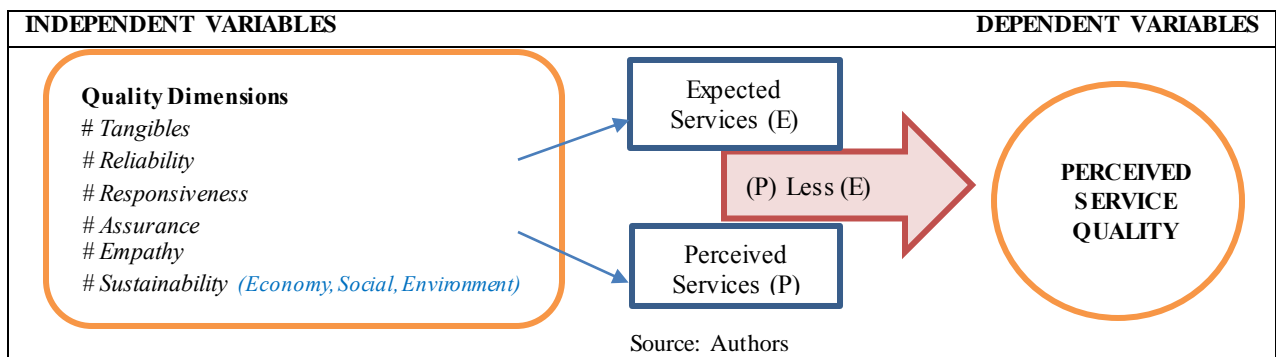 INDEPENDENT VARIABLES
DEPENDENT VARIABLES
Quality Dimensions
# Tangibles
# Reliability
# Responsiveness
# Assurance
# Empathy
# Sustainability (Economy, Social, Environment)
Expected
Services (E)
(P) Less (E)
Perceived
Services (P)
PERCEIVED
SERVICE
QUALITY
Source: Authors